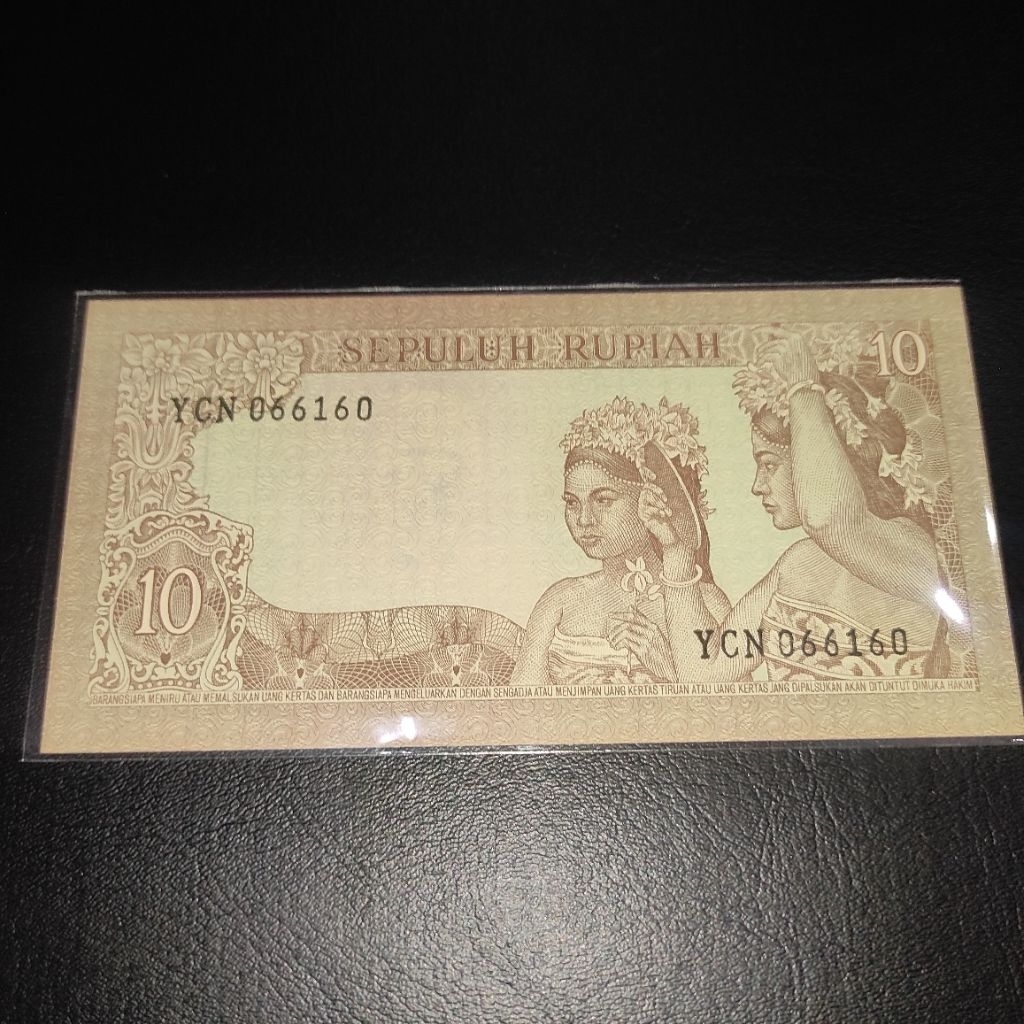 SEPULUH RUPIAH
10
YCN 066160
10
YCN 066160
BARANGSIAPA MENIRU ATAU MEMALSUKAN UANG KERTAS DAN BARANGSIAPA MENGELUARKAN DENGAN SENGADJA ATAU MENJIMPAN UANG KERTAS TIRUAN ATAU UANG KERTAS JANG DIPALSUKAN AKAN DITUNTUT DIMUKA HAKIM